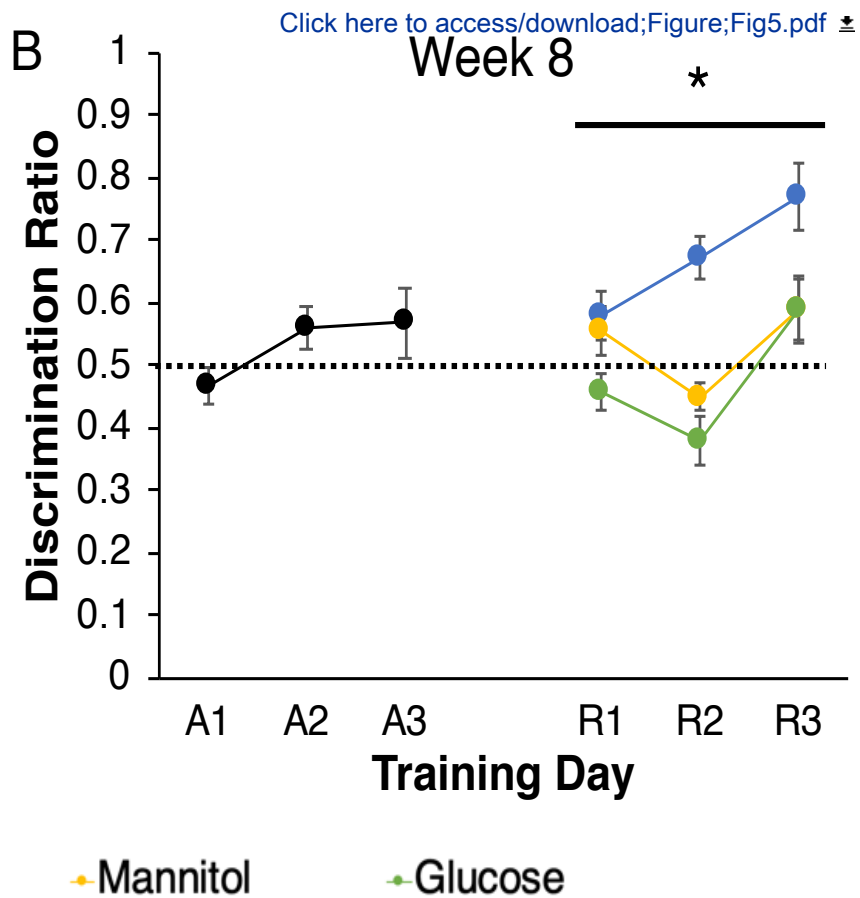 Click here to access/download;Figure;Fig5.pdf
B
Week 8
*
Discrimination Ratio
1
0.9
0.8
0.7
0.6
0.5
0.4
0.3
0.2
0.1
0
A1 A2 A3 R1 R2 R3
Training Day
Mannitol Glucose